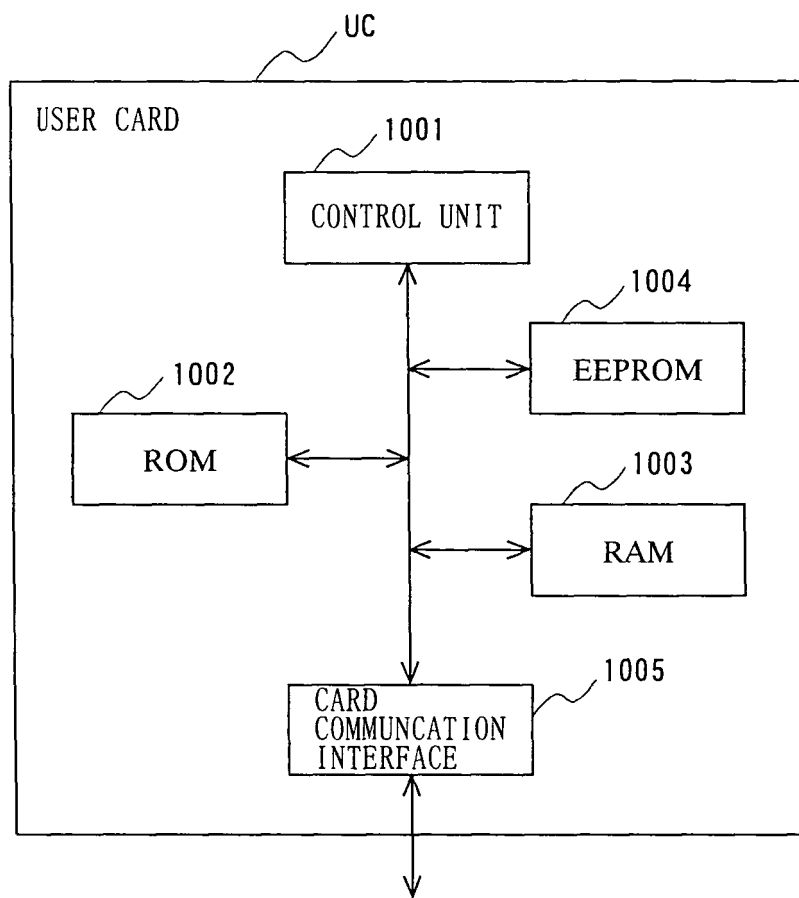 UC
USER CARD
1001
CONTROL UNIT
1004
EEPROM
1002
ROM
1003
RAM
1005
CARD
COMMUNCATION
INTERFACE